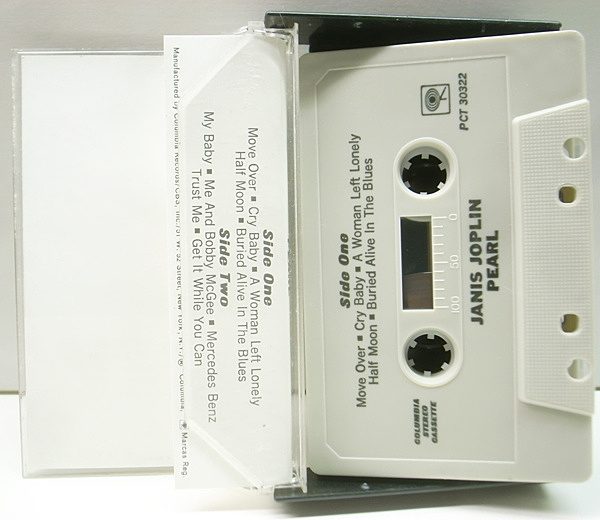 Side One
Move Over ▪ Cry Baby ▪ A Woman Left Lonely
Half Moon ▪ Buried Alive In The Blues
Side Two
My Baby ▪ Me And Bobby McGee ▪ Mercedes Benz
Trust Me ▪ Get It While You Can
Manufactured by Columbia Records/
Marcas Reg.
PCT 30322
JANIS JOPLIN
PEARL
0 50 100
Side One
Move Over ▪ Cry Baby ▪ A Woman Left Lonely
Half Moon ▪ Buried Alive In The Blues
COLUMBIA
STEREO
CASSETTE